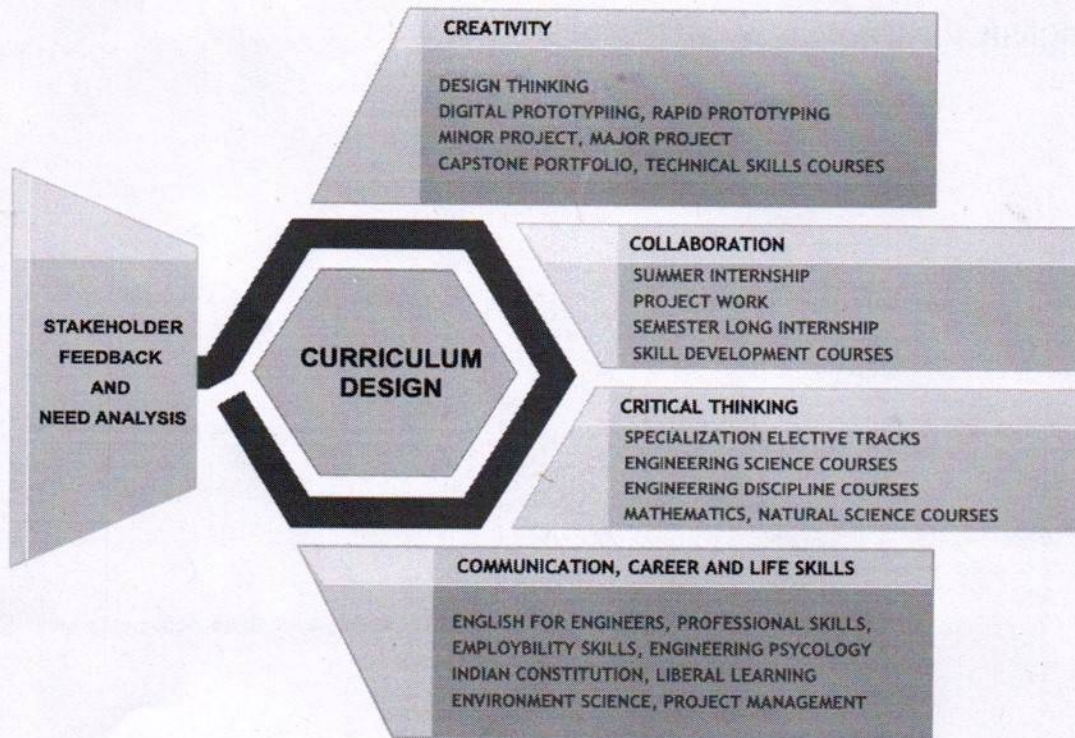 CREATIVITY
DESIGN THINKING
DIGITAL PROTOTYPIING, RAPID PROTOTYPING
MINOR PROJECT, MAJOR PROJECT
CAPSTONE PORTFOLIO, TECHNICAL SKILLS COURSES
STAKEHOLDER
FEEDBACK
AND
NEED ANALYSIS
CURRICULUM
DESIGN
COLLABORATION
SUMMER INTERNSHIP
PROJECT WORK
SEMESTER LONG INTERNSHIP
SKILL DEVELOPMENT COURSES
CRITICAL THINKING
SPECIALIZATION ELECTIVE TRACKS
ENGINEERING SCIENCE COURSES
ENGINEERING DISCIPLINE COURSES
MATHEMATICS, NATURAL SCIENCE COURSES
COMMUNICATION, CAREER AND LIFE SKILLS
ENGLISH FOR ENGINEERS, PROFESSIONAL SKILLS,
EMPLOYBILITY SKILLS, ENGINEERING PSYCOLOGY
INDIAN CONSTITUTION, LIBERAL LEARNING
ENVIRONMENT SCIENCE, PROJECT MANAGEMENT